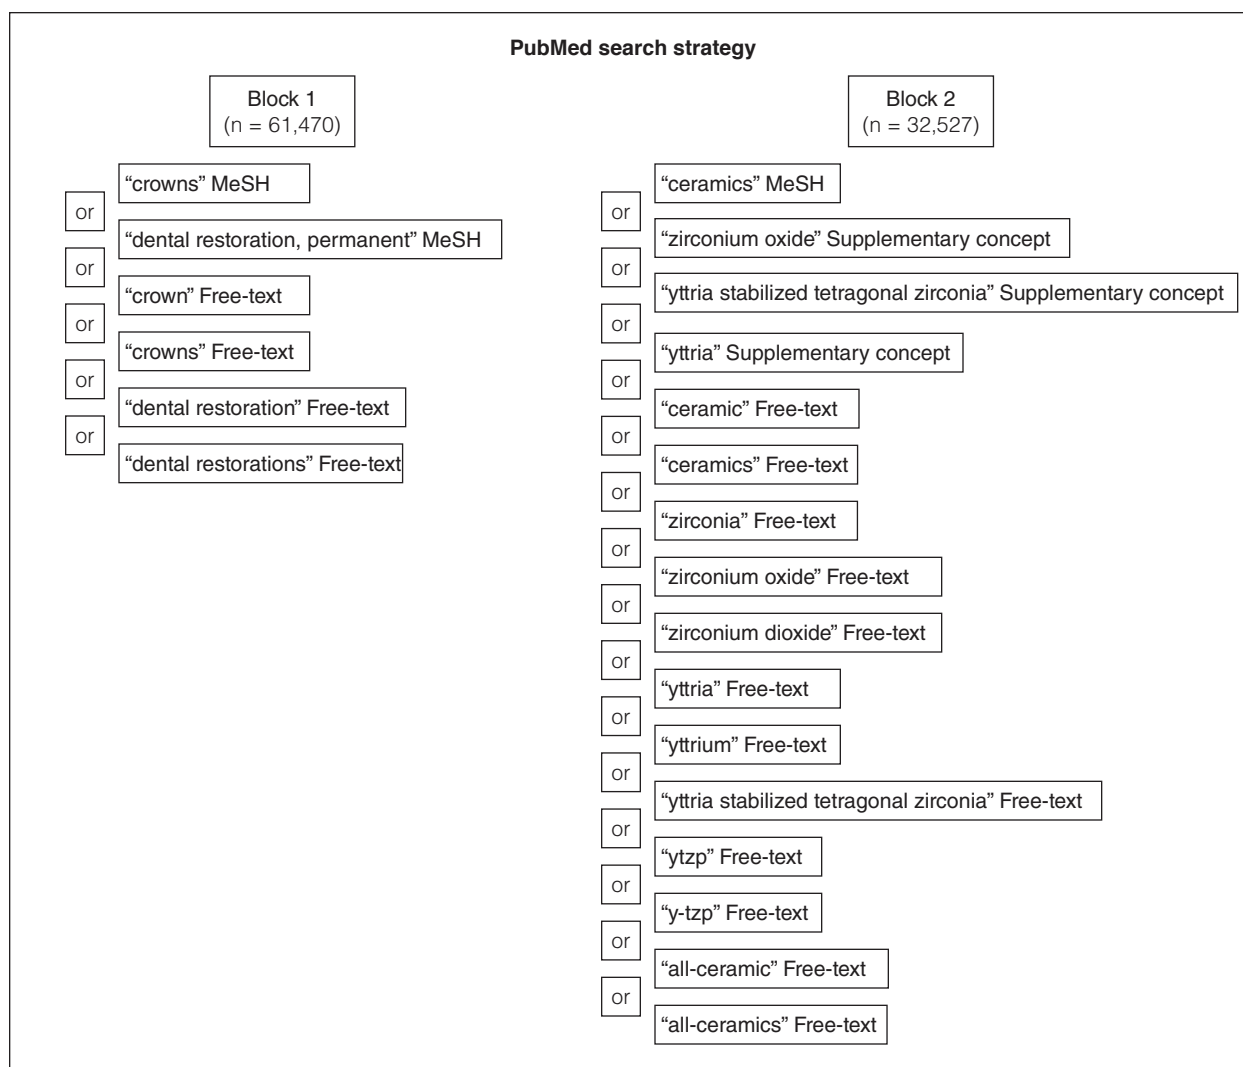 PubMed search strategy
Block 1
(n = 61,470)
“crowns” MeSH
or
“dental restoration, permanent” MeSH
or
“crown” Free-text
or
“crowns” Free-text
or
“dental restoration” Free-text
or
“dental restorations” Free-text
Block 2
(n = 32,527)
“ceramics” MeSH
or
“zirconium oxide” Supplementary concept
or
“yttria stabilized tetragonal zirconia” Supplementary concept
or
“yttria” Supplementary concept
or
“ceramic” Free-text
or
“ceramics” Free-text
or
“zirconia” Free-text
or
“zirconium oxide” Free-text
or
“zirconium dioxide” Free-text
or
“yttria” Free-text
or
“yttrium” Free-text
or
“yttria stabilized tetragonal zirconia” Free-text
or
“ytzp” Free-text
or
“y-tzp” Free-text
or
“all-ceramic” Free-text
or
“all-ceramics” Free-text